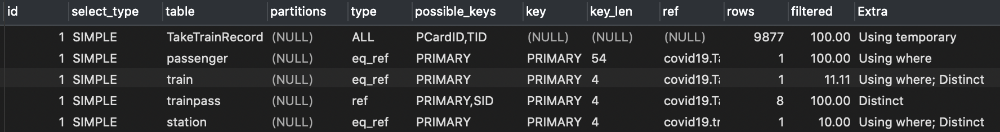 id select_type table partitions type possible_keys key key_len ref rows filtered Extra
1 SIMPLE TakeTrainRecord (NULL) ALL PCardID,TID (NULL) (NULL) (NULL) 9877 100.00 Using temporary
1 SIMPLE passenger (NULL) eq_ref PRIMARY PRIMARY 54 covid19.Ta 1 100.00 Using where
1 SIMPLE train (NULL) eq_ref PRIMARY PRIMARY 4 covid19.Ta 1 11.11 Using where; Distinct
1 SIMPLE trainpass (NULL) ref PRIMARY,SID PRIMARY 4 covid19.Ta 8 100.00 Distinct
1 SIMPLE station (NULL) eq_ref PRIMARY PRIMARY 4 covid19.tr 1 10.00 Using where; Distinct